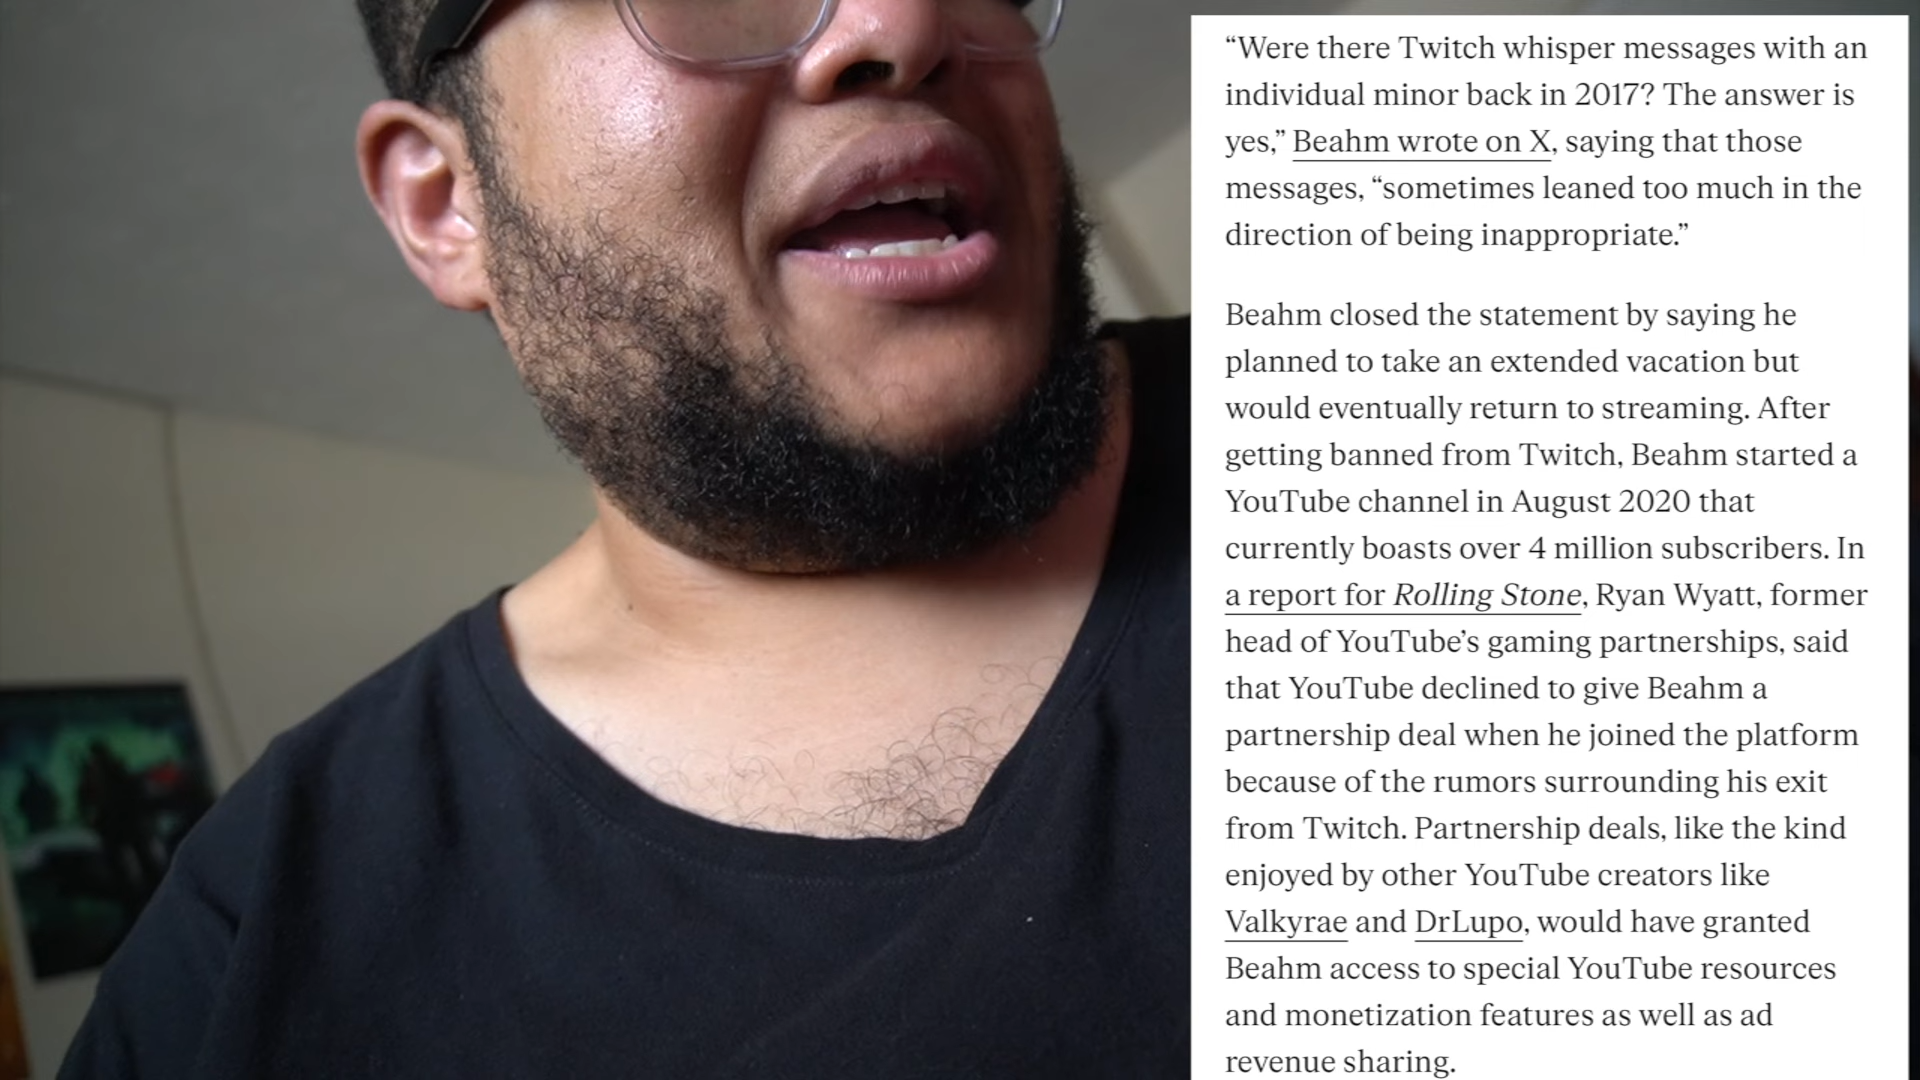 “Were there Twitch whisper messages with an
individual minor back in 2017? The answer is
yes,” Beahm wrote on X, saying that those
messages, “sometimes leaned too much in the
direction of being inappropriate.”
Beahm closed the statement by saying he
planned to take an extended vacation but
would eventually return to streaming. After
getting banned from Twitch, Beahm started a
YouTube channel in August 2020 that
currently boasts over 4 million subscribers. In
a report for Rolling Stone, Ryan Wyatt, former
head of YouTube’s gaming partnerships, said
that YouTube declined to give Beahm a
partnership deal when he joined the platform
because of the rumors surrounding his exit
from Twitch. Partnership deals, like the kind
enjoyed by other YouTube creators like
Valkyrae and DrLupo, would have granted
Beahm access to special YouTube resources
and monetization features as well as ad
revenue sharing.